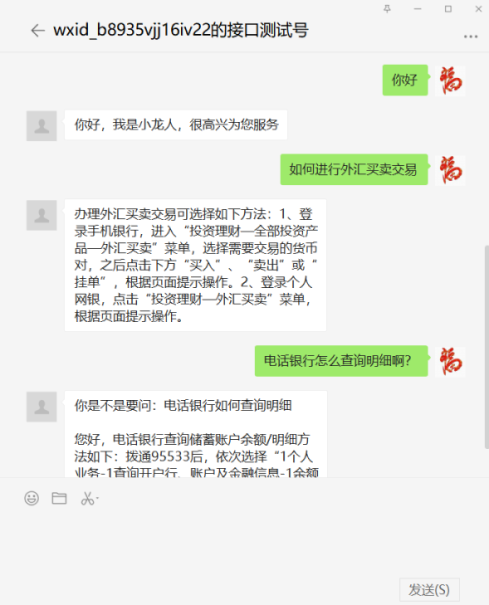 wxid_b8935vjj16iv22的接口测试号
你好
福
你好，我是小龙人，很高兴为您服务
如何进行外汇买卖交易
福
办理外汇买卖交易可选择如下方法：1、登
录手机银行，进入“投资理财—全部投资产
品—外汇买卖”菜单，选择需要交易的货币
对，之后点击下方“买入”、“卖出”或“
挂单”，根据页面提示操作。2、登录个人
网银，点击“投资理财—外汇买卖”菜单，
根据页面提示操作。
电话银行怎么查询明细啊？
福
你是不是要问：电话银行如何查询明细
您好，电话银行查询储蓄账户余额/明细方
法如下：拨通95533后，依次选择“1个人
业务-1查询开户行、账户及金融信息-1余额
发送(S)